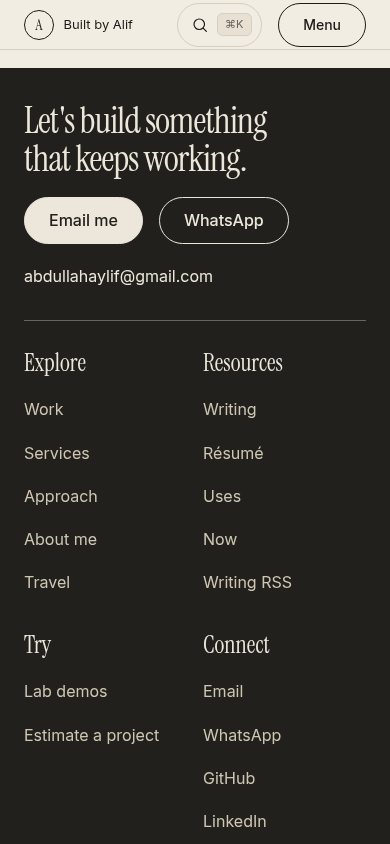 A Built by Alif
⌘K
Menu
Let's build something
that keeps working.
Email me
WhatsApp
abdullahaylif@gmail.com
Explore
Work
Services
Approach
About me
Travel
Resources
Writing
Résumé
Uses
Now
Writing RSS
Try
Lab demos
Estimate a project
Connect
Email
WhatsApp
GitHub
LinkedIn